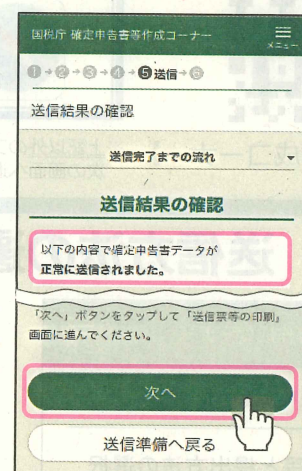 国税庁 確定申告書等作成コーナー
メニュー
❶→❷→❸→❹→❺送信→❻
送信結果の確認
送信完了までの流れ
送信結果の確認
以下の内容で確定申告書データが
正常に送信されました。
「次へ」ボタンをタップして「送信票等の印刷」
画面に進んでください。
次へ
送信準備へ戻る